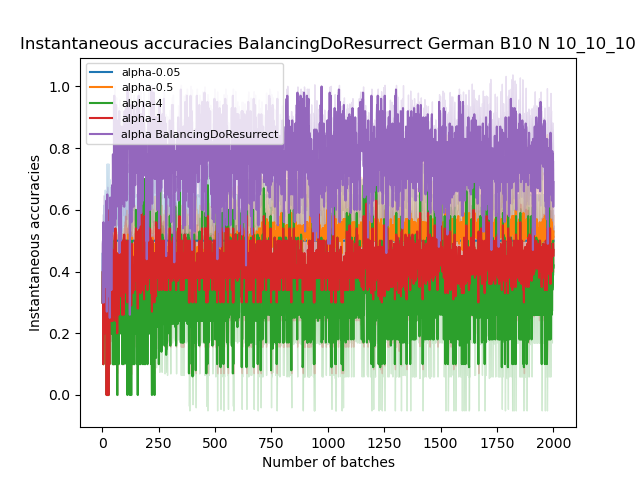 Instantaneous accuracies BalancingDoResurrect German B10 N 10_10_10
alpha-0.05
alpha-0.5
alpha-4
alpha-1
alpha BalancingDoResurrect
Instantaneous accuracies
1.0
0.8
0.6
0.4
0.2
0.0
0 250 500 750 1000 1250 1500 1750 2000
Number of batches